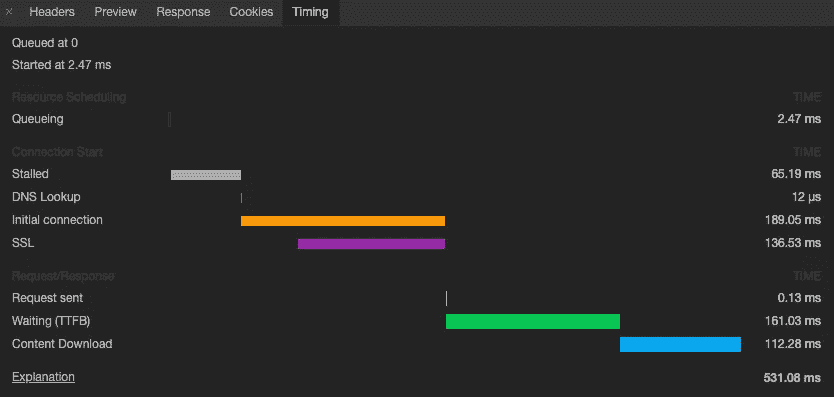 × Headers Preview Response Cookies Timing
Queued at 0
Started at 2.47 ms
Resource Scheduling TIME
Queueing 2.47 ms
Connection Start TIME
Stalled 65.19 ms
DNS Lookup 12 µs
Initial connection 189.05 ms
SSL 136.53 ms
Request/Response TIME
Request sent 0.13 ms
Waiting (TTFB) 161.03 ms
Content Download 112.28 ms
Explanation 531.08 ms